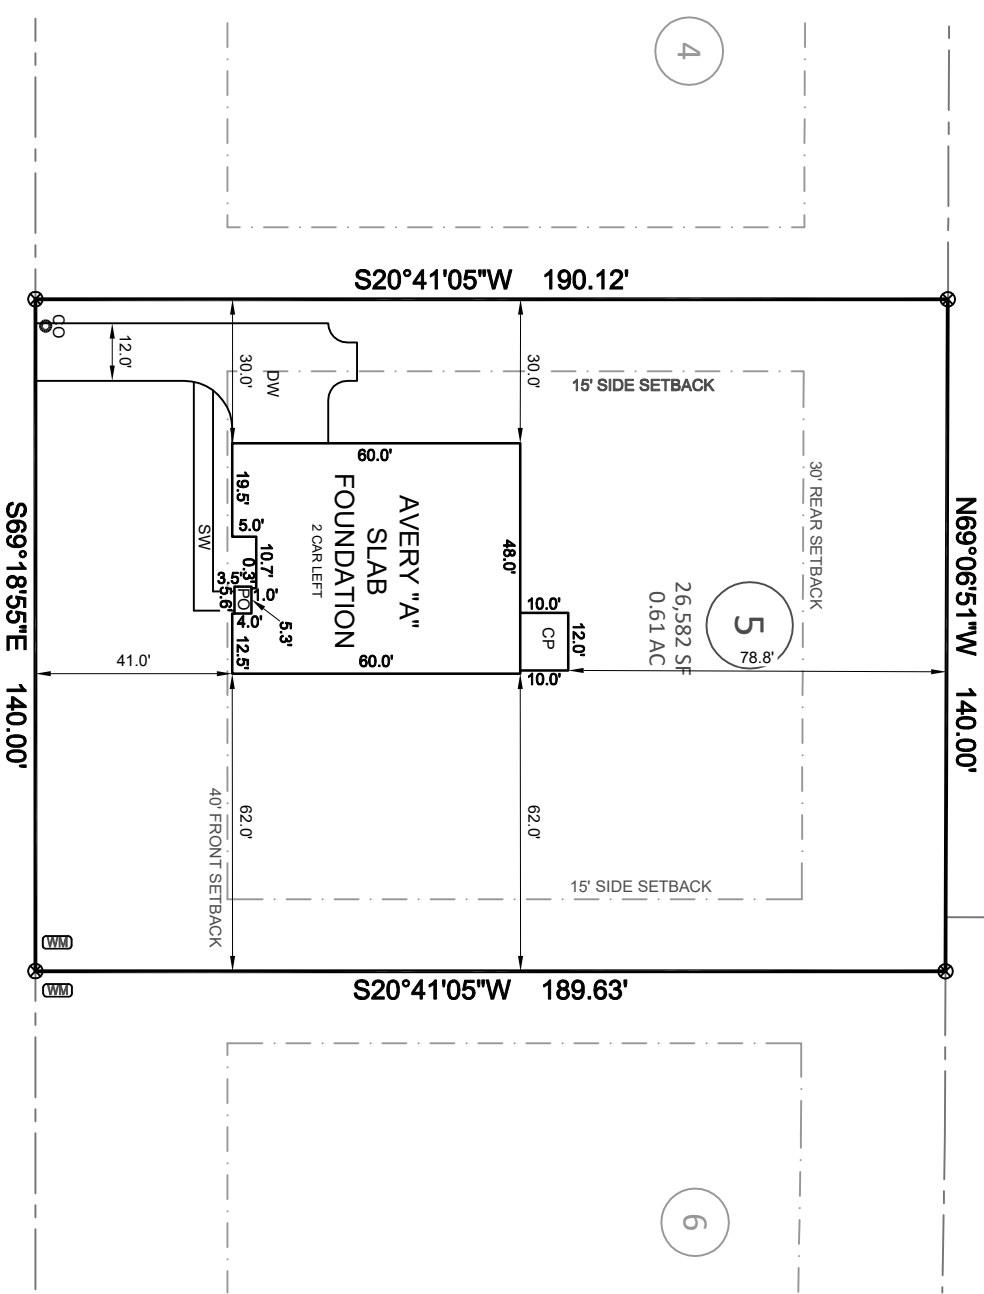 4
S20°41'05"W 190.12'
CO
12.0'
30.0'
DW
30.0'
15' SIDE SETBACK
30' REAR SETBACK
60.0'
19.5'
5.0'
10.7'
0.3'
3.5'
5.6'
PO
4.0'
5.3'
12.5'
SW
AVERY "A"
SLAB
FOUNDATION
2 CAR LEFT
48.0'
10.0'
CP
12.0'
10.0'
60.0'
5
26,582 SF
0.61 AC
78.8'
41.0'
S69°18'55"E 140.00'
N69°06'51"W 140.00'
62.0'
62.0'
40' FRONT SETBACK
15' SIDE SETBACK
WM
WM
S20°41'05"W 189.63'
6